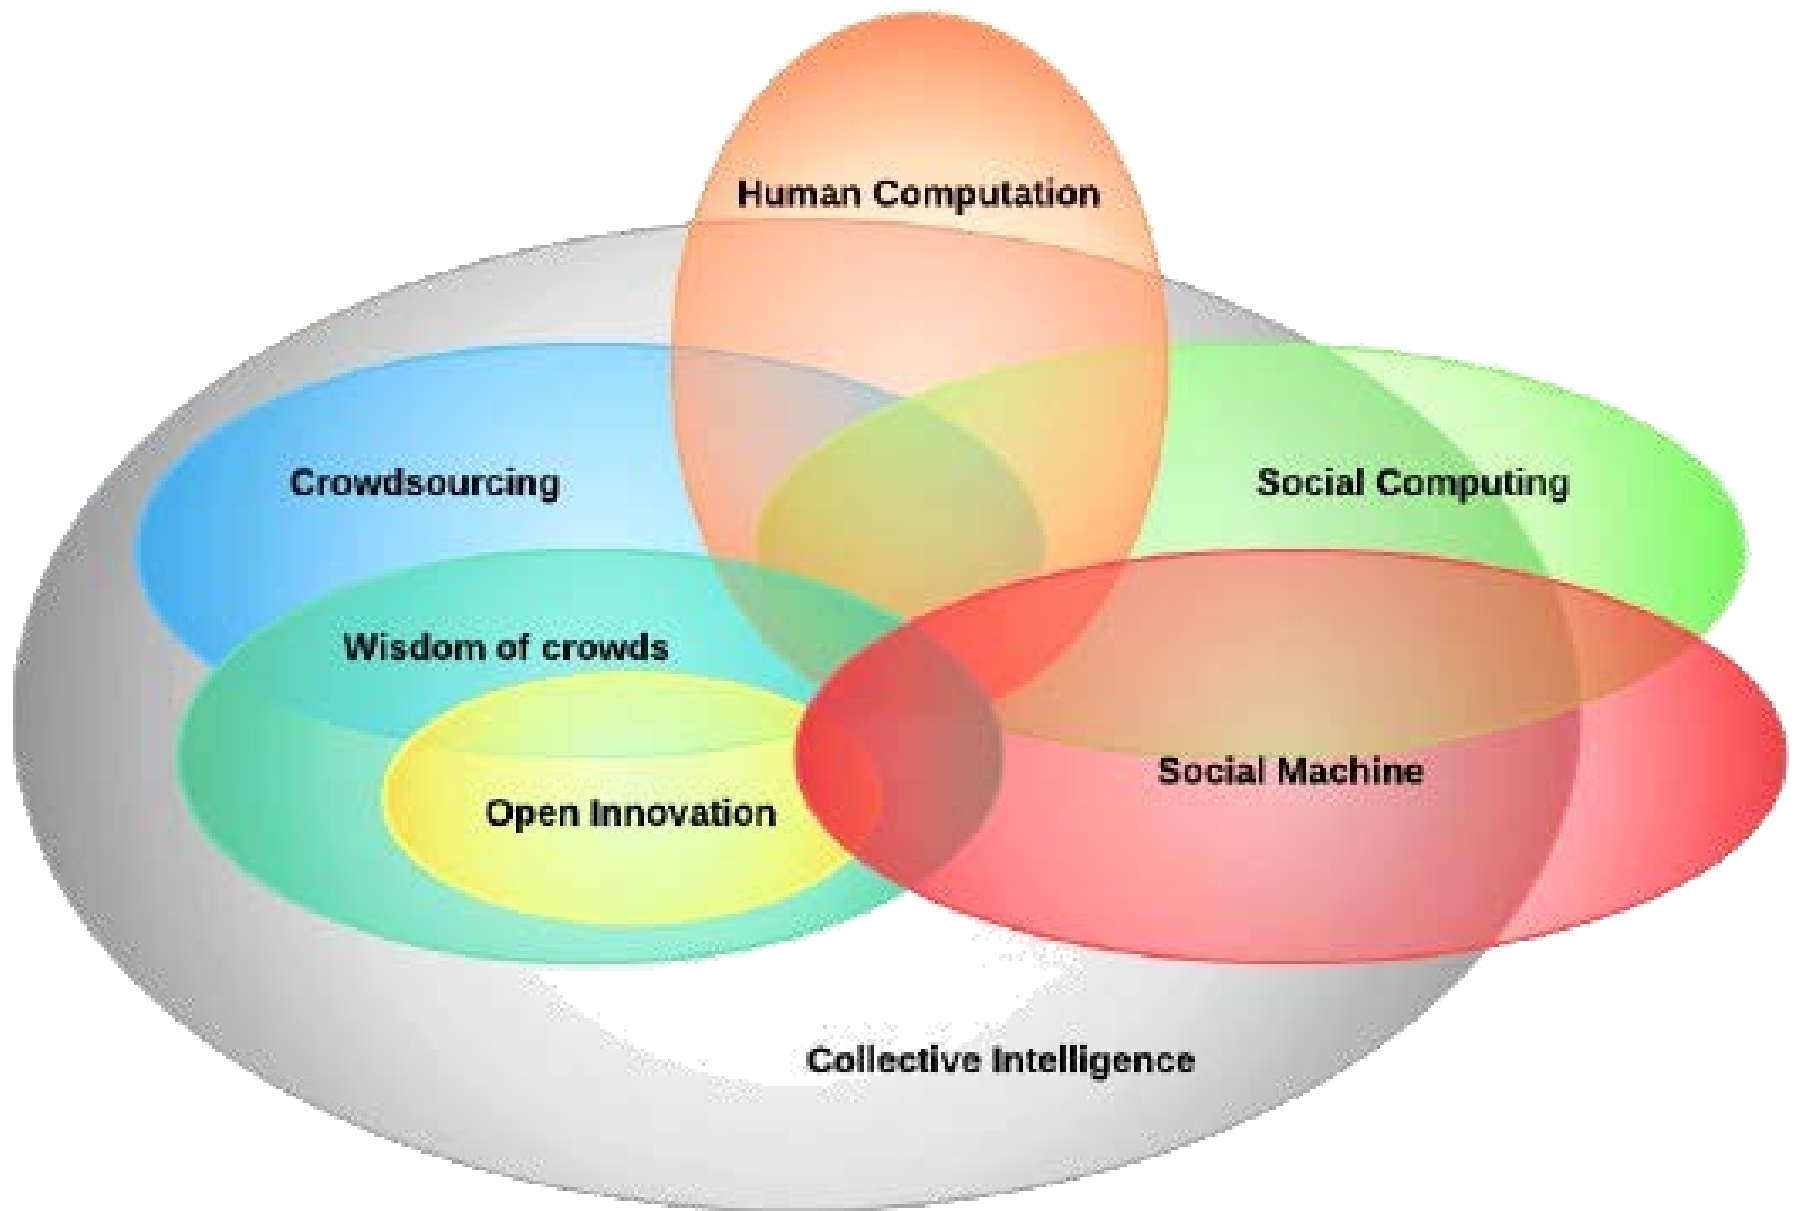 Human Computation
Crowdsourcing
Social Computing
Wisdom of crowds
Social Machine
Open Innovation
Collective Intelligence